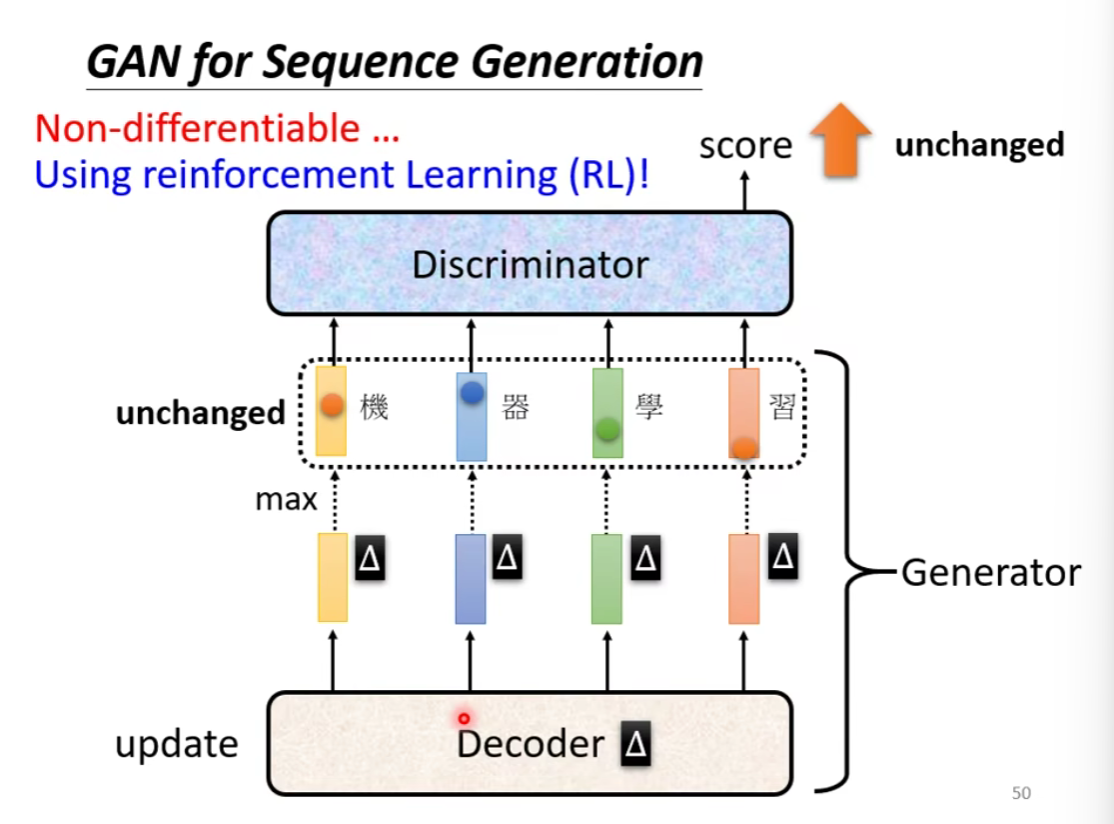 GAN for Sequence Generation
Non-differentiable …
Using reinforcement Learning (RL)!
score
unchanged
Discriminator
unchanged
機 器 學 習
max
Δ Δ Δ Δ
Generator
update
Decoder Δ
50